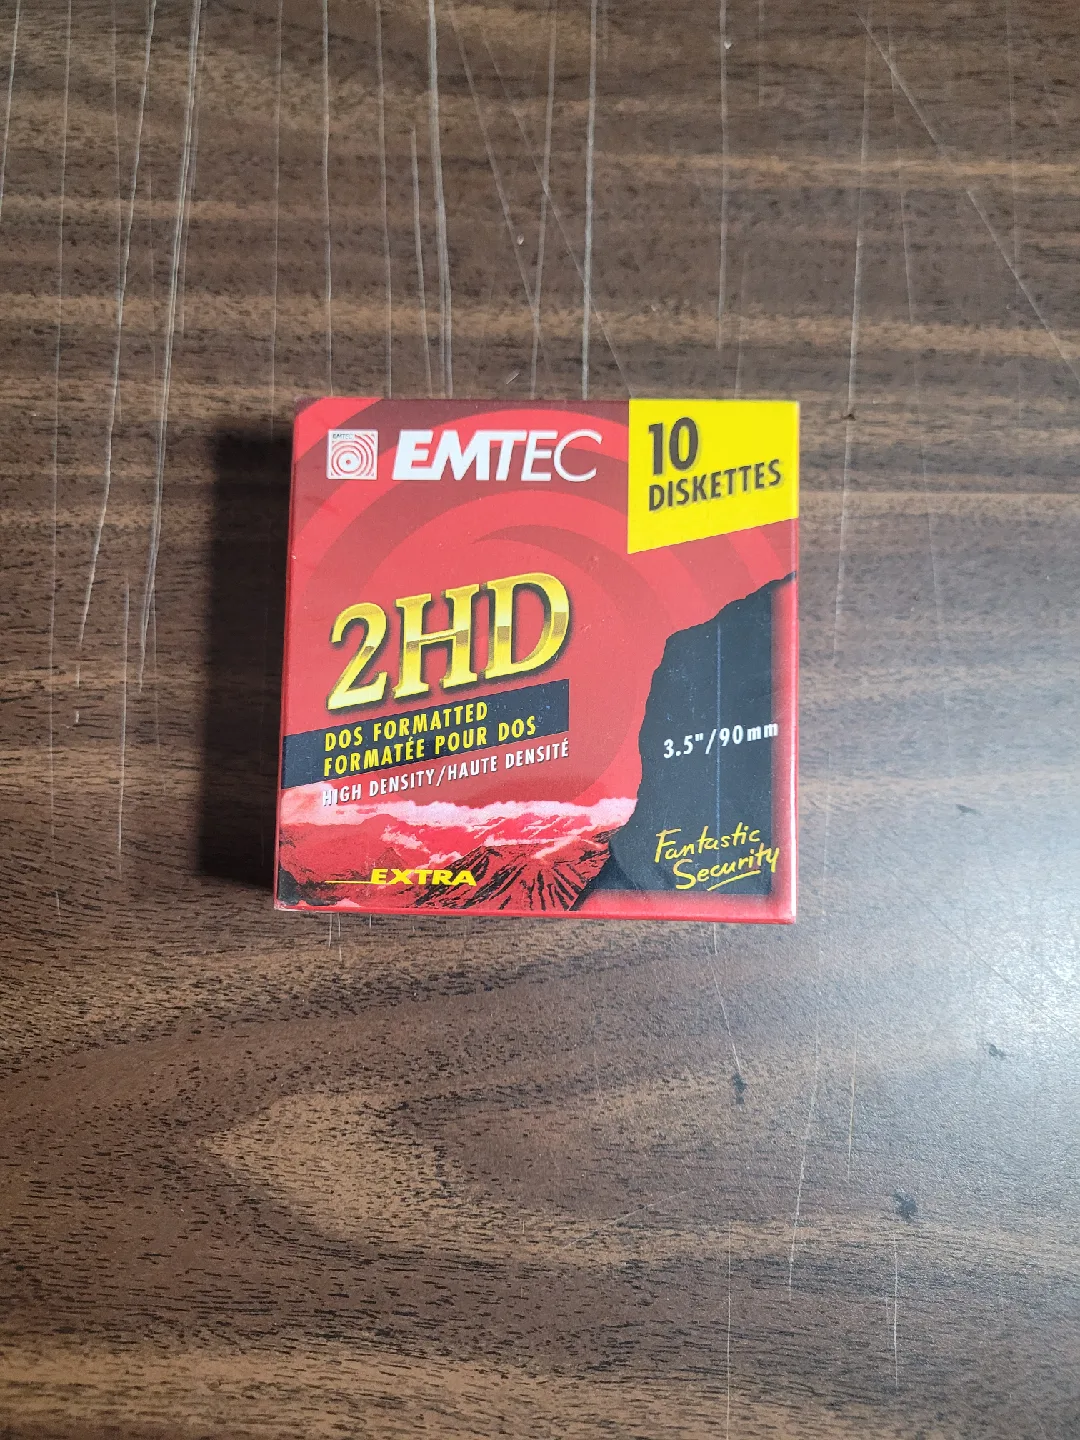 EMTEC
EMTEC
10
DISKETTES
2HD
DOS FORMATTED
FORMATÉE POUR DOS
HIGH DENSITY/HAUTE DENSITÉ
3.5"/90mm
Fantastic
Security
EXTRA